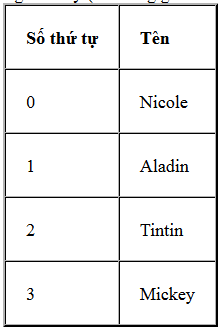 Số thứ tự Tên
0 Nicole
1 Aladin
2 Tintin
3 Mickey